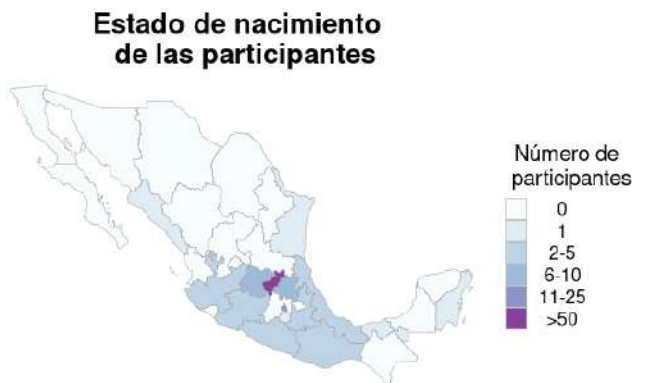 Estado de nacimiento
de las participantes
Número de
participantes
0
1
2-5
6-10
11-25
>50